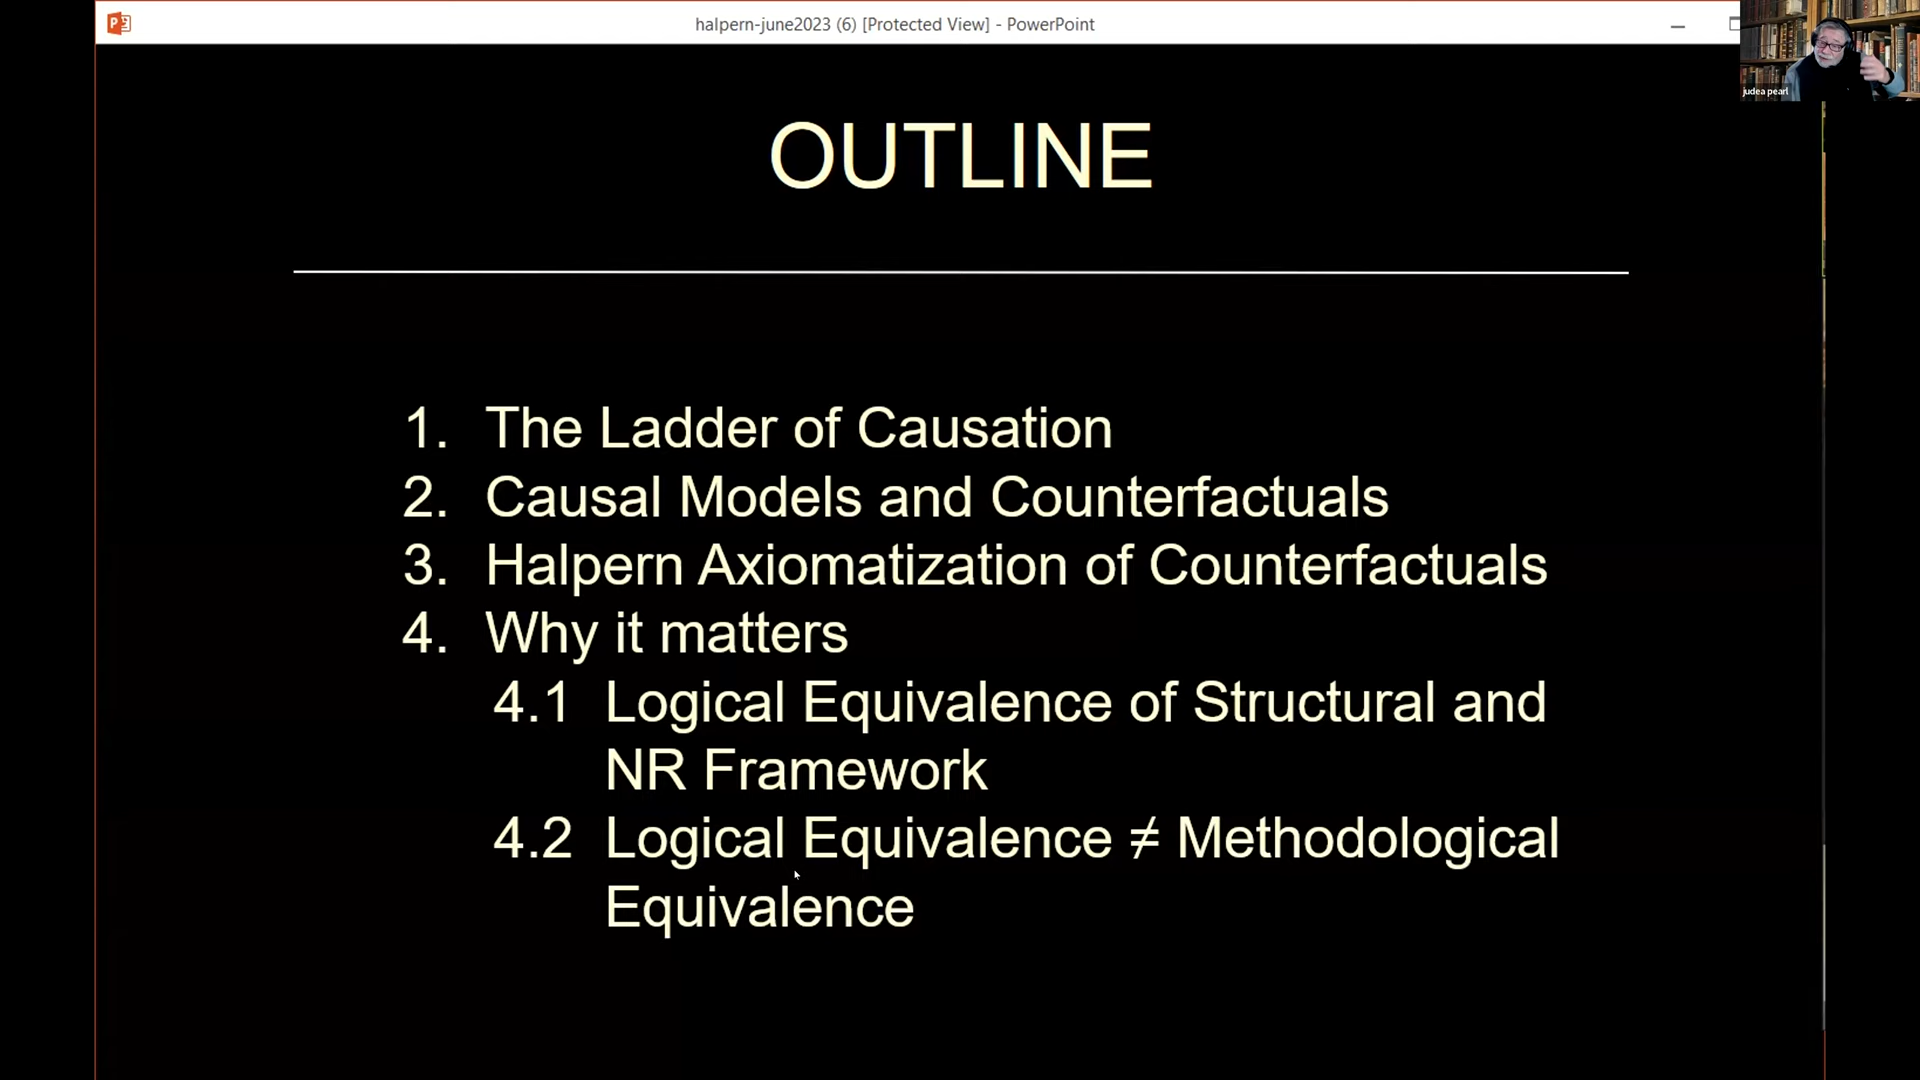 halpern-june2023 (6) [Protected View] - PowerPoint
judea pearl
OUTLINE
1. The Ladder of Causation
2. Causal Models and Counterfactuals
3. Halpern Axiomatization of Counterfactuals
4. Why it matters
4.1 Logical Equivalence of Structural and
NR Framework
4.2 Logical Equivalence ≠ Methodological
Equivalence